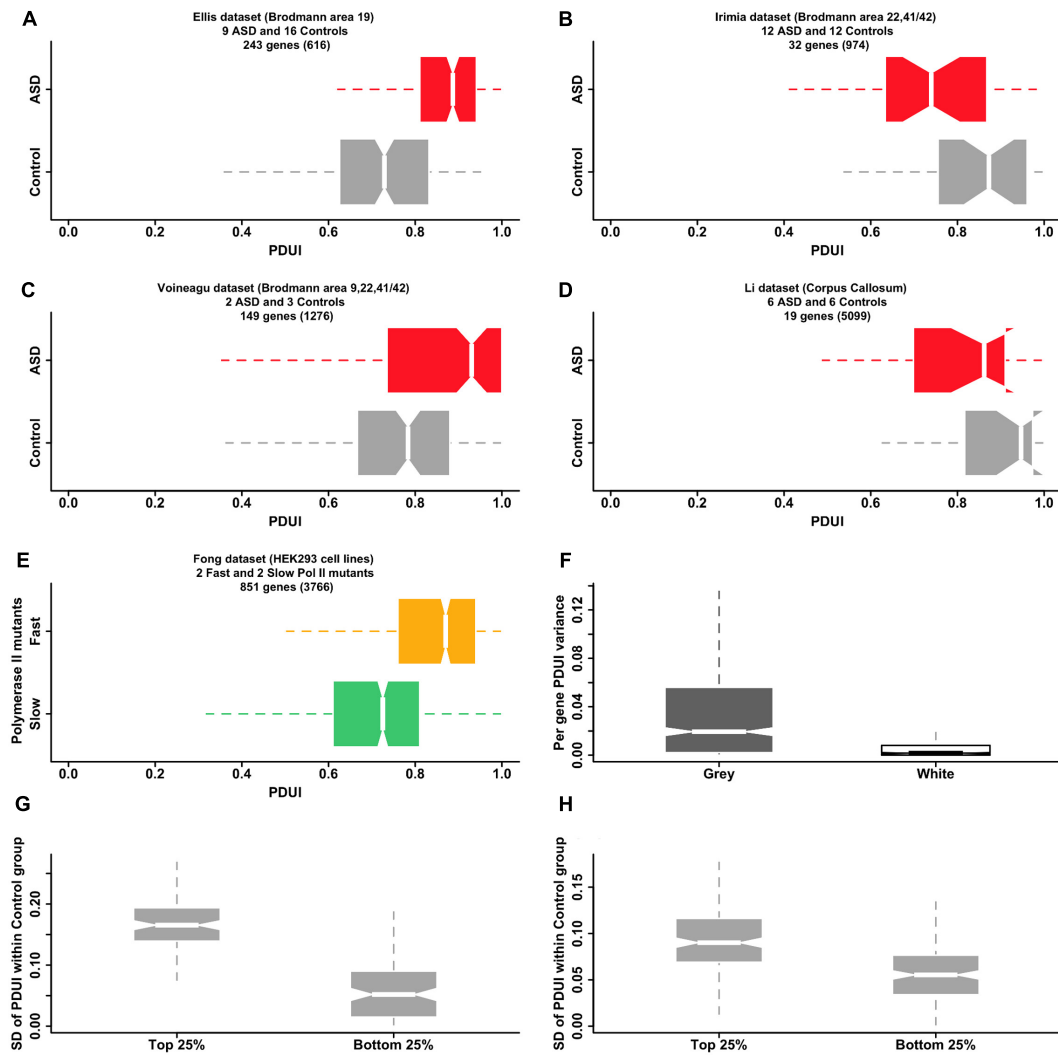 A
Ellis dataset (Brodmann area 19)
9 ASD and 16 Controls
243 genes (616)
ASD
Control
0.0 0.2 0.4 0.6 0.8 1.0
PDUI
B
Irimia dataset (Brodmann area 22,41/42)
12 ASD and 12 Controls
32 genes (974)
ASD
Control
0.0 0.2 0.4 0.6 0.8 1.0
PDUI
C
Voineagu dataset (Brodmann area 9,22,41/42)
2 ASD and 3 Controls
149 genes (1276)
ASD
Control
0.0 0.2 0.4 0.6 0.8 1.0
PDUI
D
Li dataset (Corpus Callosum)
6 ASD and 6 Controls
19 genes (5099)
ASD
Control
0.0 0.2 0.4 0.6 0.8 1.0
PDUI
E
Fong dataset (HEK293 cell lines)
2 Fast and 2 Slow Pol II mutants
851 genes (3766)
Polymerase II mutants
Fast
Slow
0.0 0.2 0.4 0.6 0.8 1.0
PDUI
F
Per gene PDUI variance
0.00 0.04 0.08 0.12
Grey White
G
SD of PDUI within Control group
0.00 0.10 0.20
Top 25% Bottom 25%
H
SD of PDUI within Control group
0.00 0.05 0.10 0.15
Top 25% Bottom 25%